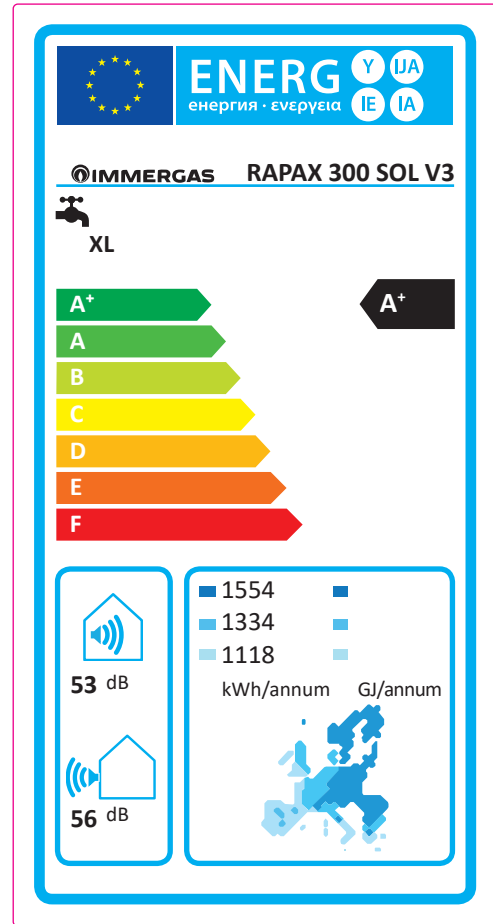 ENERG Y IJA
енергия · ενεργεια IE IA
IMMERGAS RAPAX 300 SOL V3
XL
A⁺ A⁺
A
B
C
D
E
F
1554
1334
1118
kWh/annum GJ/annum
53 dB
56 dB